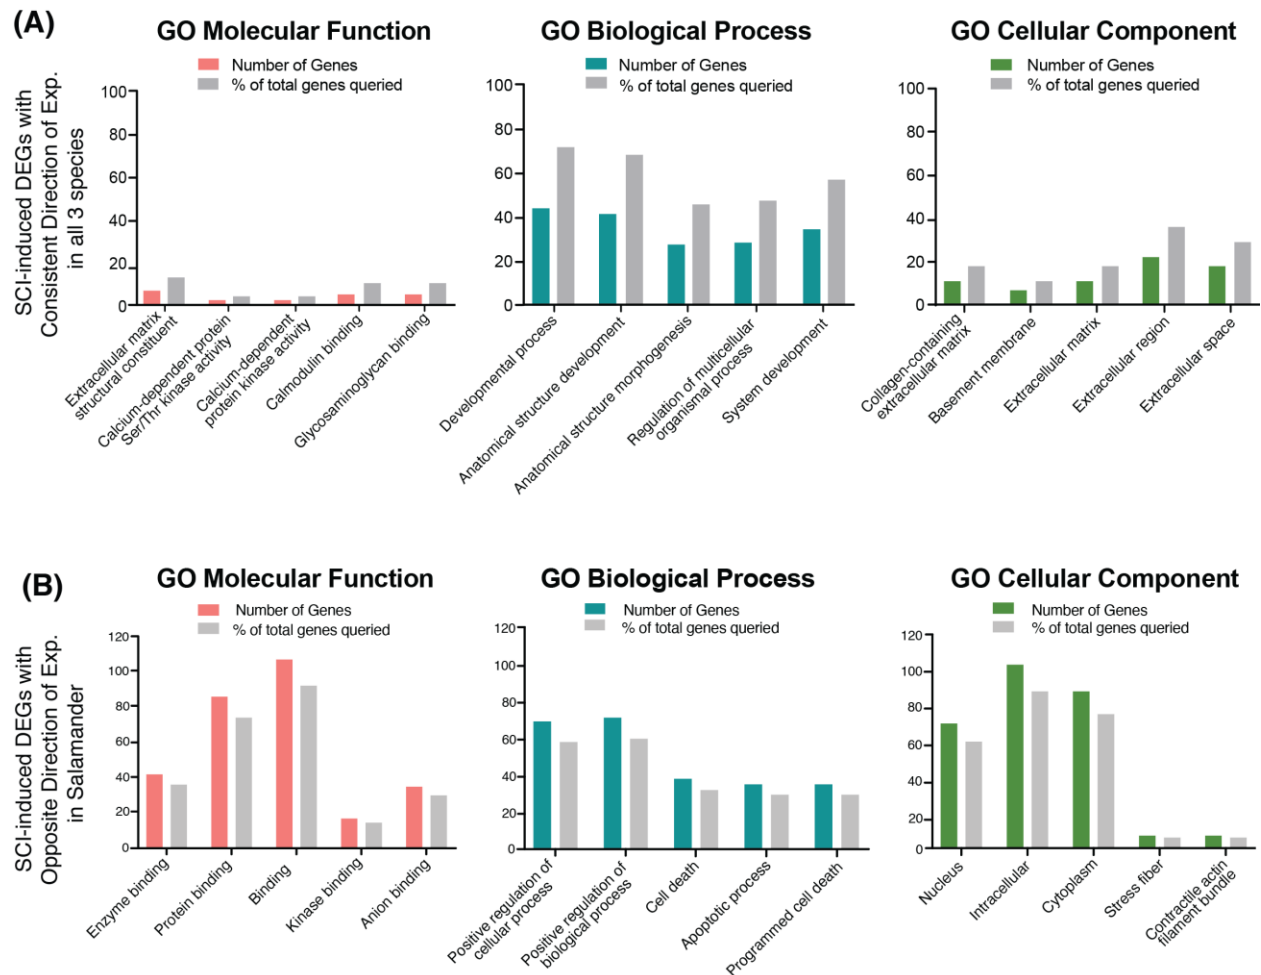 (A)
GO Molecular Function
Number of Genes
% of total genes queried
SCI-induced DEGs with
Consistent Direction of Exp.
in all 3 species
100
80
60
40
20
0
Extracellular matrix
structural constituent
Calcium-dependent protein
Ser/Thr kinase activity
Calcium-dependent
protein kinase activity
Calmodulin binding
Glycosaminoglycan binding
GO Biological Process
Number of Genes
% of total genes queried
100
80
60
40
20
0
Developmental process
Anatomical structure development
Anatomical structure morphogenesis
Regulation of multicellular
organismal process
System development
GO Cellular Component
Number of Genes
% of total genes queried
100
80
60
40
20
0
Collagen-containing
extracellular matrix
Basement membrane
Extracellular matrix
Extracellular region
Extracellular space
(B)
GO Molecular Function
Number of Genes
% of total genes queried
SCI-induced DEGs with
Opposite Direction of Exp.
in Salamander
120
100
80
60
40
20
0
Enzyme binding
Protein binding
Binding
Kinase binding
Anion binding
GO Biological Process
Number of Genes
% of total genes queried
120
100
80
60
40
20
0
Positive regulation of
cellular process
Positive regulation of
biological process
Cell death
Apoptotic process
Programmed cell death
GO Cellular Component
Number of Genes
% of total genes queried
120
100
80
60
40
20
0
Nucleus
Intracellular
Cytoplasm
Stress fiber
Contractile actin
filament bundle